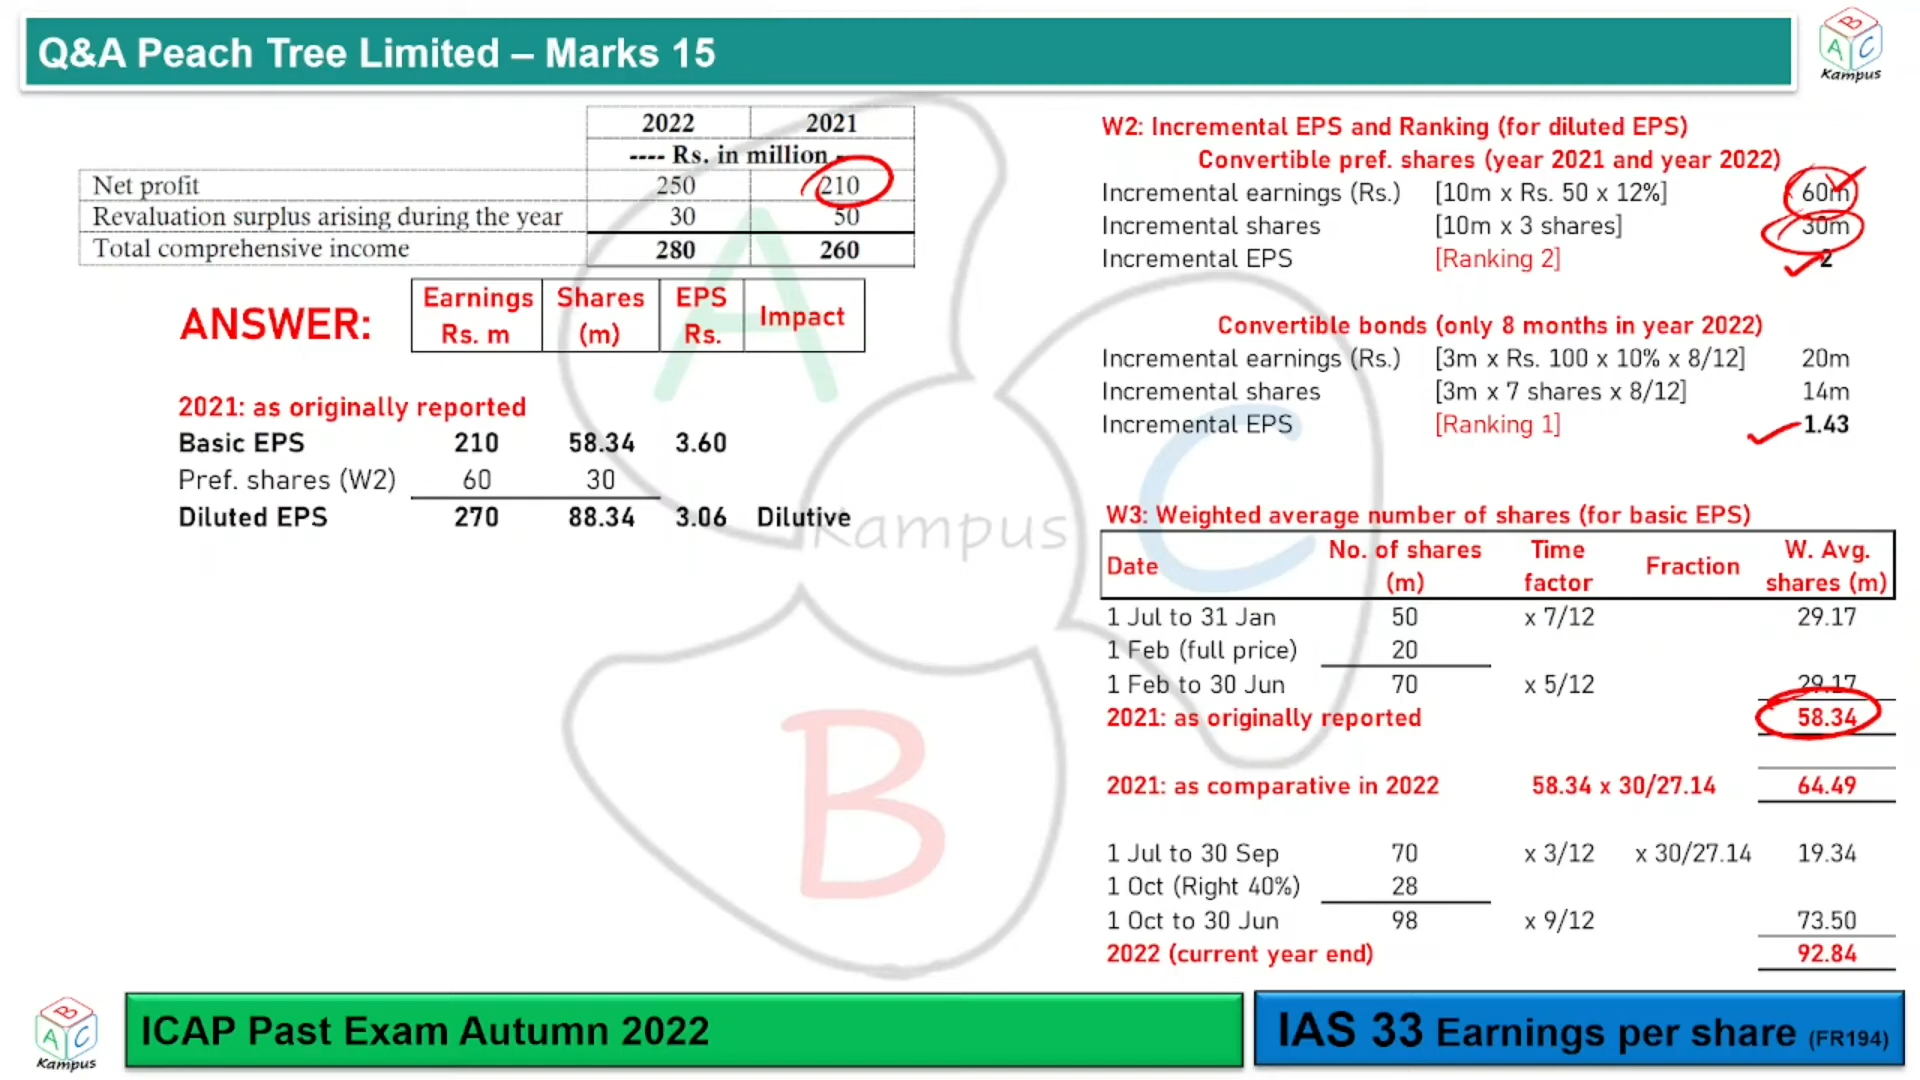 Q&A Peach Tree Limited – Marks 15
B A C Kampus
2022 2021
---- Rs. in million -
Net profit 250 210
Revaluation surplus arising during the year 30 50
Total comprehensive income 280 260
ANSWER:
Earnings Rs. m Shares (m) EPS Rs. Impact
2021: as originally reported
Basic EPS 210 58.34 3.60
Pref. shares (W2) 60 30
Diluted EPS 270 88.34 3.06 Dilutive
W2: Incremental EPS and Ranking (for diluted EPS)
Convertible pref. shares (year 2021 and year 2022)
Incremental earnings (Rs.) [10m x Rs. 50 x 12%] 60m
Incremental shares [10m x 3 shares] 30m
Incremental EPS [Ranking 2] 2
Convertible bonds (only 8 months in year 2022)
Incremental earnings (Rs.) [3m x Rs. 100 x 10% x 8/12] 20m
Incremental shares [3m x 7 shares x 8/12] 14m
Incremental EPS [Ranking 1] 1.43
W3: Weighted average number of shares (for basic EPS)
Date No. of shares (m) Time factor Fraction W. Avg. shares (m)
1 Jul to 31 Jan 50 x 7/12 29.17
1 Feb (full price) 20
1 Feb to 30 Jun 70 x 5/12 29.17
2021: as originally reported 58.34
2021: as comparative in 2022 58.34 x 30/27.14 64.49
1 Jul to 30 Sep 70 x 3/12 x 30/27.14 19.34
1 Oct (Right 40%) 28
1 Oct to 30 Jun 98 x 9/12 73.50
2022 (current year end) 92.84
A Kampus C B
B A C Kampus
ICAP Past Exam Autumn 2022
IAS 33 Earnings per share (FR194)